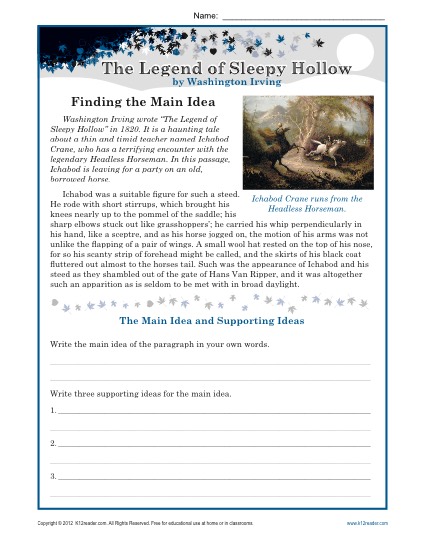 Name:
The Legend of Sleepy Hollow
by Washington Irving
Finding the Main Idea
Washington Irving wrote "The Legend of
Sleepy Hollow" in 1820. It is a haunting tale
about a thin and timid teacher named Ichabod
Crane, who has a terrifying encounter with the
legendary Headless Horseman. In this passage,
Ichabod is leaving for a party on an old,
borrowed horse.
Ichabod Crane runs from the
Headless Horseman.
Ichabod was a suitable figure for such a steed.
He rode with short stirrups, which brought his
knees nearly up to the pommel of the saddle; his
sharp elbows stuck out like grasshoppers'; he carried his whip perpendicularly in
his hand, like a sceptre, and as his horse jogged on, the motion of his arms was not
unlike the flapping of a pair of wings. A small wool hat rested on the top of his nose,
for so his scanty strip of forehead might be called, and the skirts of his black coat
fluttered out almost to the horses tail. Such was the appearance of Ichabod and his
steed as they shambled out of the gate of Hans Van Ripper, and it was altogether
such an apparition as is seldom to be met with in broad daylight.
The Main Idea and Supporting Ideas
Write the main idea of the paragraph in your own words.
Write three supporting ideas for the main idea.
1.
2.
3.
Copyright © 2012 K12reader.com. All Rights Reserved. Free for educational use at home or in classrooms.
www.k12reader.com